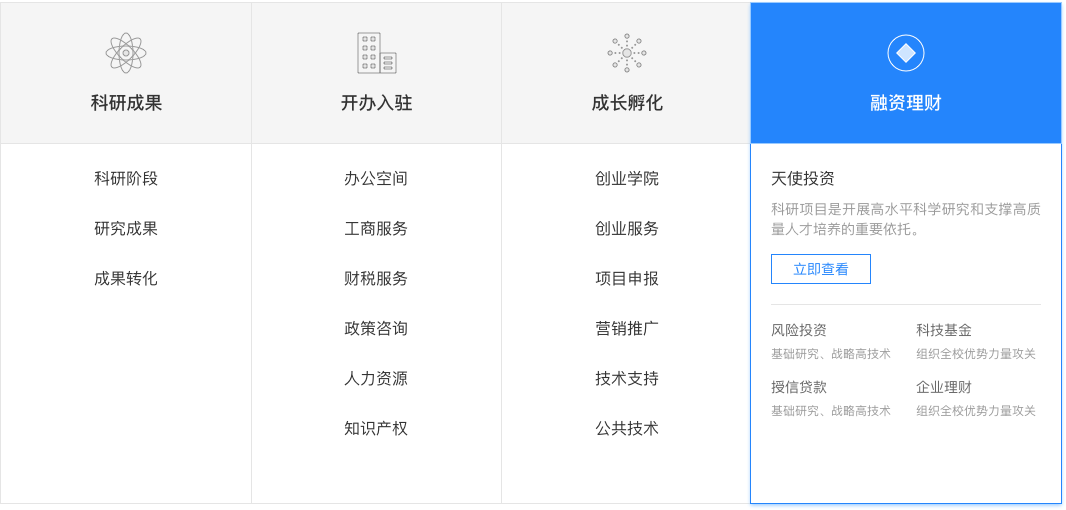 科研成果
科研阶段
研究成果
成果转化
开办入驻
办公空间
工商服务
财税服务
政策咨询
人力资源
知识产权
成长孵化
创业学院
创业服务
项目申报
营销推广
技术支持
公共技术
融资理财
天使投资
科研项目是开展高水平科学研究和支撑高质
量人才培养的重要依托。
立即查看
风险投资
基础研究、战略高技术
科技基金
组织全校优势力量攻关
授信贷款
基础研究、战略高技术
企业理财
组织全校优势力量攻关